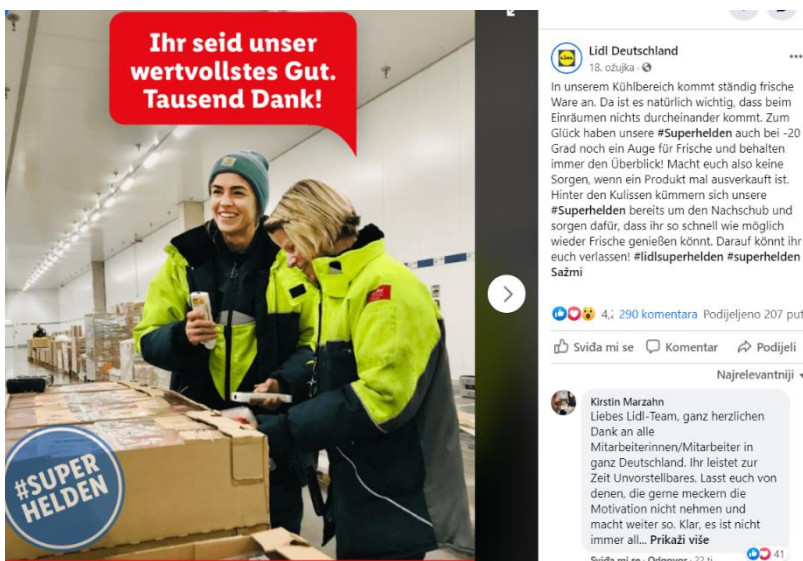 Ihr seid unser
wertvollstes Gut.
Tausend Dank!
#SUPER
HELDEN
Lidl Deutschland
18. ožujka ·
In unserem Kühlbereich kommt ständig frische
Ware an. Da ist es natürlich wichtig, dass beim
Einräumen nichts durcheinander kommt. Zum
Glück haben unsere #Superhelden auch bei -20
Grad noch ein Auge für Frische und behalten
immer den Überblick! Macht euch also keine
Sorgen, wenn ein Produkt mal ausverkauft ist.
Hinter den Kulissen kümmern sich unsere
#Superhelden bereits um den Nachschub und
sorgen dafür, dass ihr so schnell wie möglich
wieder Frische genießen könnt. Darauf könnt ihr
euch verlassen! #lidlsuperhelden #superhelden
Sažmi
290 komentara Podijeljeno 207 put
Sviđa mi se Komentar Podijeli
Najrelevantniji
Kirstin Marzahn
Liebes Lidl-Team, ganz herzlichen
Dank an alle
Mitarbeiterinnen/Mitarbeiter in
ganz Deutschland. Ihr leistet zur
Zeit Unvorstellbares. Lasst euch von
denen, die gerne meckern die
Motivation nicht nehmen und
macht weiter so. Klar, es ist nicht
immer all... Prikaži više
Sviđa mi se · Odgovor · 22 tj.
41